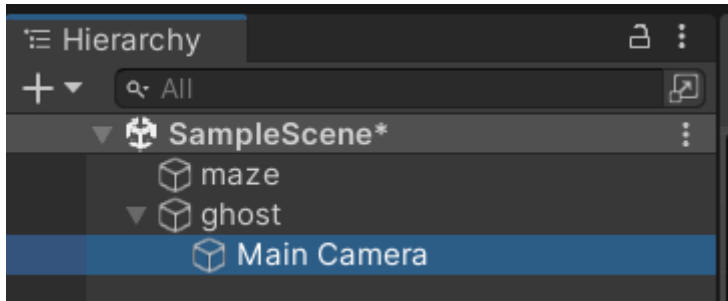 Hierarchy
All
SampleScene*
maze
ghost
Main Camera